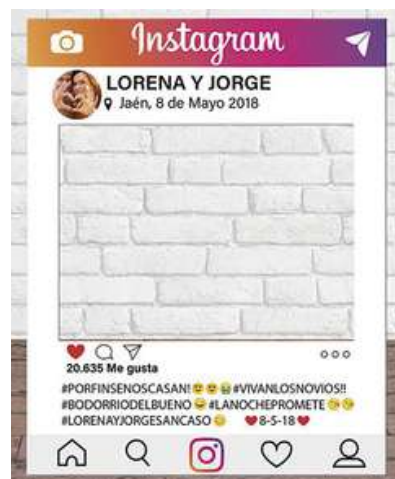 Instagram
LORENA Y JORGE
Jaén, 8 de Mayo 2018
20.635 Me gusta
#PORFINSENOSCASAN! #VIVANLOSNOVIOS!!
#BODORRIODELBUENO #LANOCHEPROMETE
#LORENAYJORGESANCASO 8-5-18